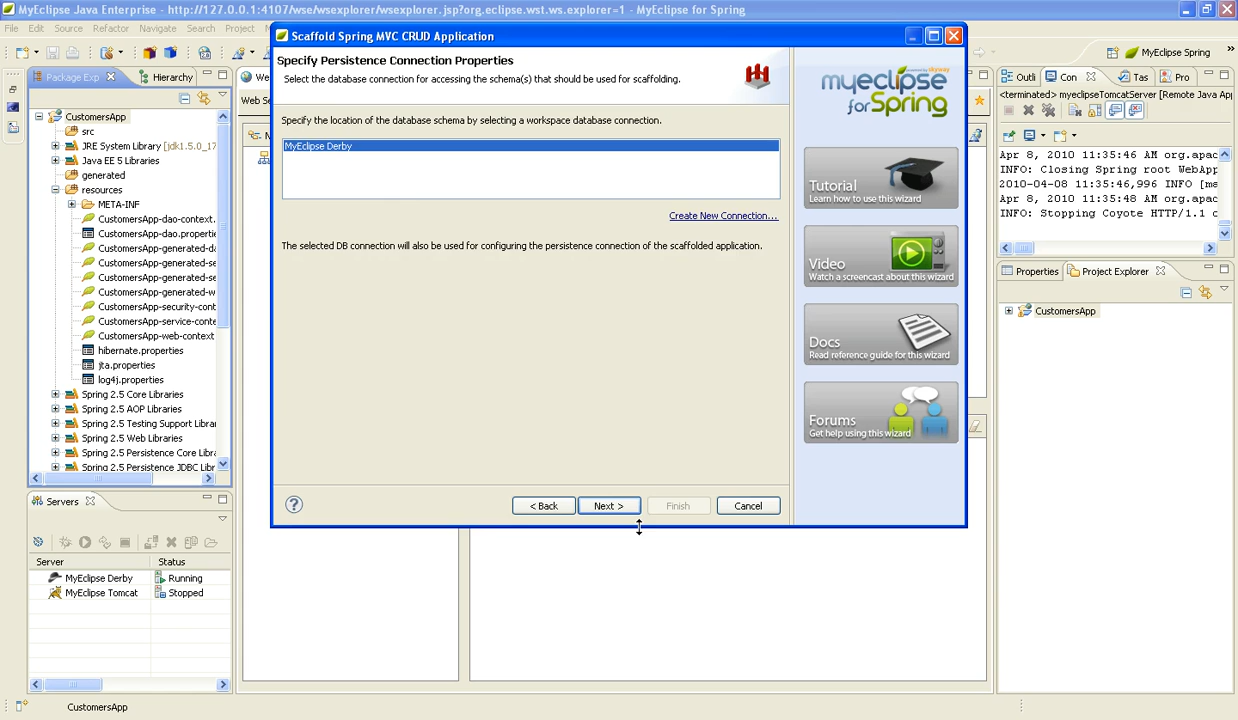 MyEclipse Java Enterprise - http://127.0.0.1:4107/wse/wsexplorer/wsexplorer.jsp?org.eclipse.wst.ws.explorer=1 - MyEclipse for Spring
File Edit Source Refactor Navigate Search Project
MyEclipse Spring
Package Exp
Hierarchy
CustomersApp
src
JRE System Library [jdk1.5.0_17
Java EE 5 Libraries
generated
resources
META-INF
CustomersApp-dao-context.
CustomersApp-dao.propertie
CustomersApp-generated-da
CustomersApp-generated-se
CustomersApp-generated-se
CustomersApp-generated-w
CustomersApp-security-cont
CustomersApp-service-conte
CustomersApp-web-context
hibernate.properties
jta.properties
log4j.properties
Spring 2.5 Core Libraries
Spring 2.5 AOP Libraries
Spring 2.5 Testing Support Librar
Spring 2.5 Web Libraries
Spring 2.5 Persistence Core Libra
Spring 2.5 Persistence JDBC Libr
Servers
Server Status
MyEclipse Derby Running
MyEclipse Tomcat Stopped
CustomersApp
We
Web Se
N
Scaffold Spring MVC CRUD Application
Specify Persistence Connection Properties
Select the database connection for accessing the schema(s) that should be used for scaffolding.
Specify the location of the database schema by selecting a workspace database connection.
MyEclipse Derby
Create New Connection...
The selected DB connection will also be used for configuring the persistence connection of the scaffolded application.
?
< Back
Next >
Finish
Cancel
myeclipse
for Spring
Tutorial
Learn how to use this wizard
Video
Watch a screencast about this wizard
Docs
Read reference guide for this wizard
Forums
Get help using this wizard
Outli
Con
Tas
Pro
<terminated> myeclipseTomcatServer [Remote Java App
Apr 8, 2010 11:35:46 AM org.apac
INFO: Closing Spring root WebApp
2010-04-08 11:35:46,996 INFO [ms
Apr 8, 2010 11:35:48 AM org.apac
INFO: Stopping Coyote HTTP/1.1 c
Properties
Project Explorer
CustomersApp